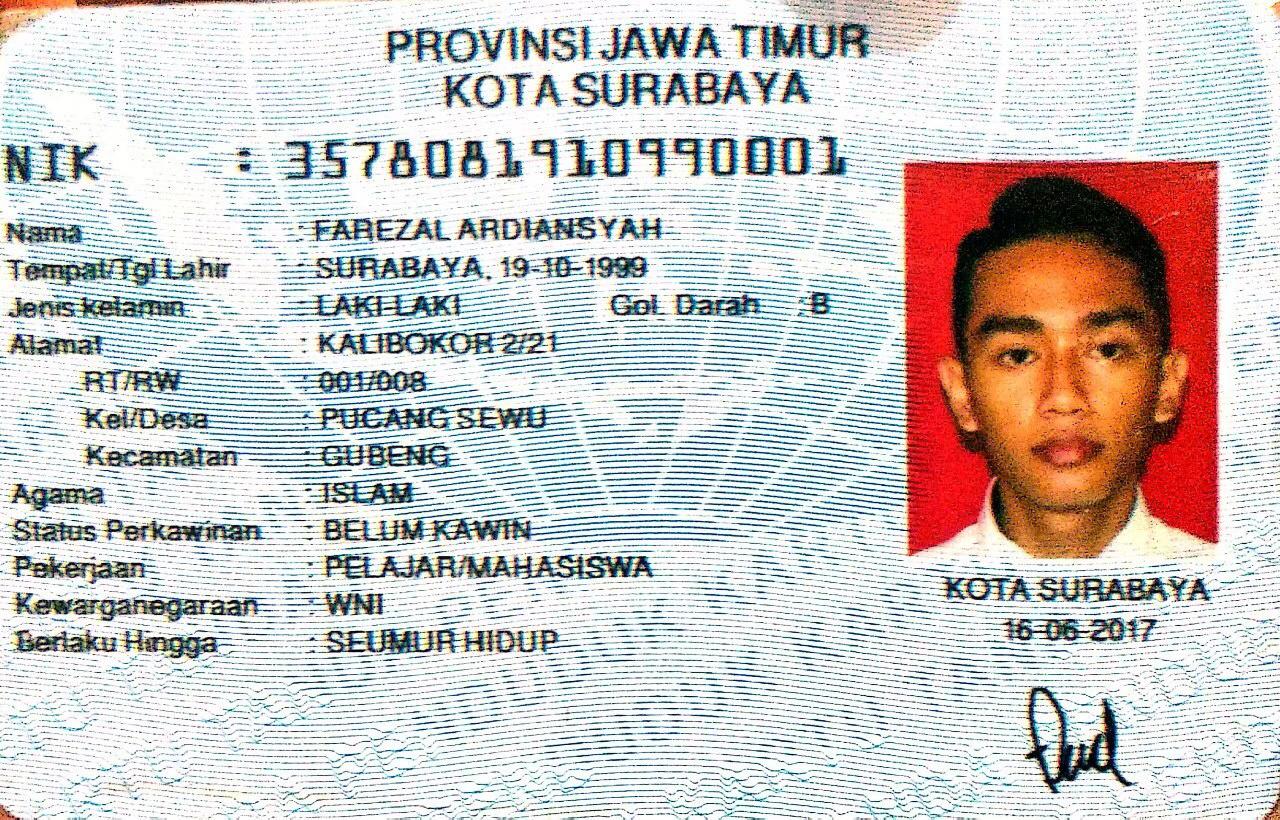 PROVINSI JAWA TIMUR
KOTA SURABAYA
NIK : 3578081910990001
Nama : FAREZAL ARDIANSYAH
Tempat/Tgl Lahir : SURABAYA, 19-10-1999
Jenis kelamin : LAKI-LAKI Gol. Darah : B
Alamat : KALIBOKOR 2/21
RT/RW : 001/008
Kel/Desa : PUCANG SEWU
Kecamatan : GUBENG
Agama : ISLAM
Status Perkawinan : BELUM KAWIN
Pekerjaan : PELAJAR/MAHASISWA
Kewarganegaraan : WNI
Berlaku Hingga : SEUMUR HIDUP
KOTA SURABAYA
16-06-2017